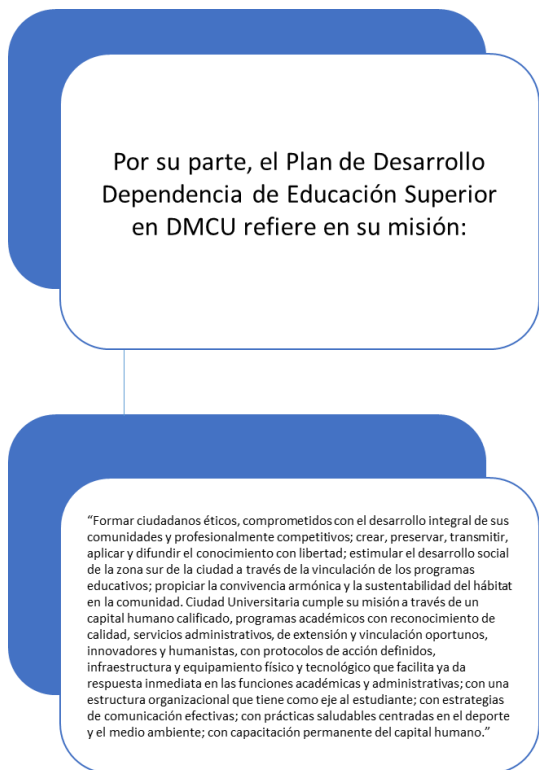 Por su parte, el Plan de Desarrollo
Dependencia de Educación Superior
en DMCU refiere en su misión:
“Formar ciudadanos éticos, comprometidos con el desarrollo integral de sus
comunidades y profesionalmente competitivos; crear, preservar, transmitir,
aplicar y difundir el conocimiento con libertad; estimular el desarrollo social
de la zona sur de la ciudad a través de la vinculación de los programas
educativos; propiciar la convivencia armónica y la sustentabilidad del hábitat
en la comunidad. Ciudad Universitaria cumple su misión a través de un
capital humano calificado, programas académicos con reconocimiento de
calidad, servicios administrativos, de extensión y vinculación oportunos,
innovadores y humanistas, con protocolos de acción definidos,
infraestructura y equipamiento físico y tecnológico que facilita ya da
respuesta inmediata en las funciones académicas y administrativas; con una
estructura organizacional que tiene como eje al estudiante; con estrategias
de comunicación efectivas; con prácticas saludables centradas en el deporte
y el medio ambiente; con capacitación permanente del capital humano.”